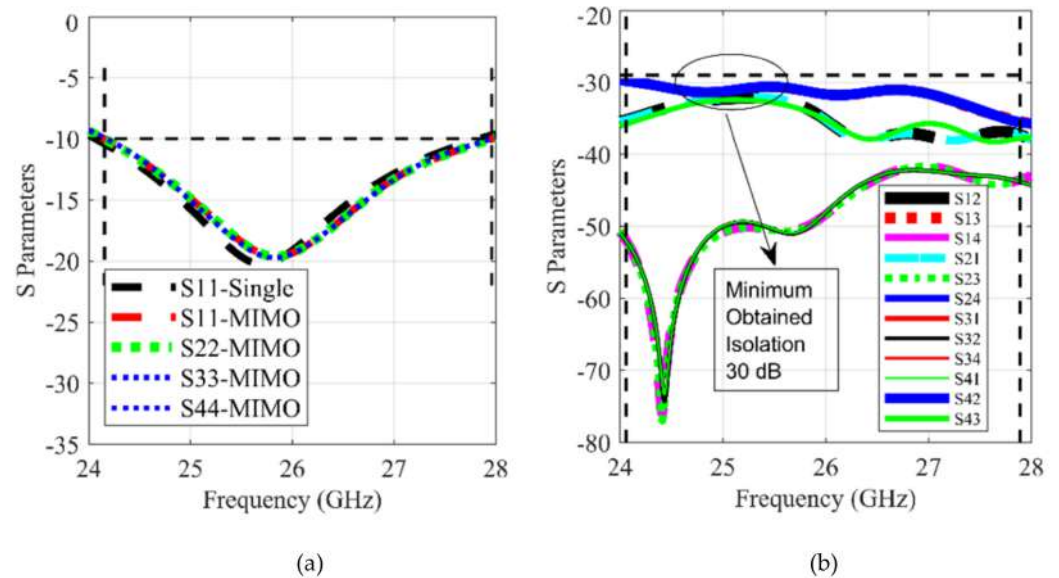 0
-5
-10
-15
-20
-25
-30
-35
S Parameters
S11-Single
S11-MIMO
S22-MIMO
S33-MIMO
S44-MIMO
24
25
26
27
28
Frequency (GHz)
(a)
-20
-30
-40
-50
-60
-70
-80
S Parameters
Minimum
Obtained
Isolation
30 dB
S12
S13
S14
S21
S23
S24
S31
S32
S34
S41
S42
S43
24
25
26
27
28
Frequency (GHz)
(b)